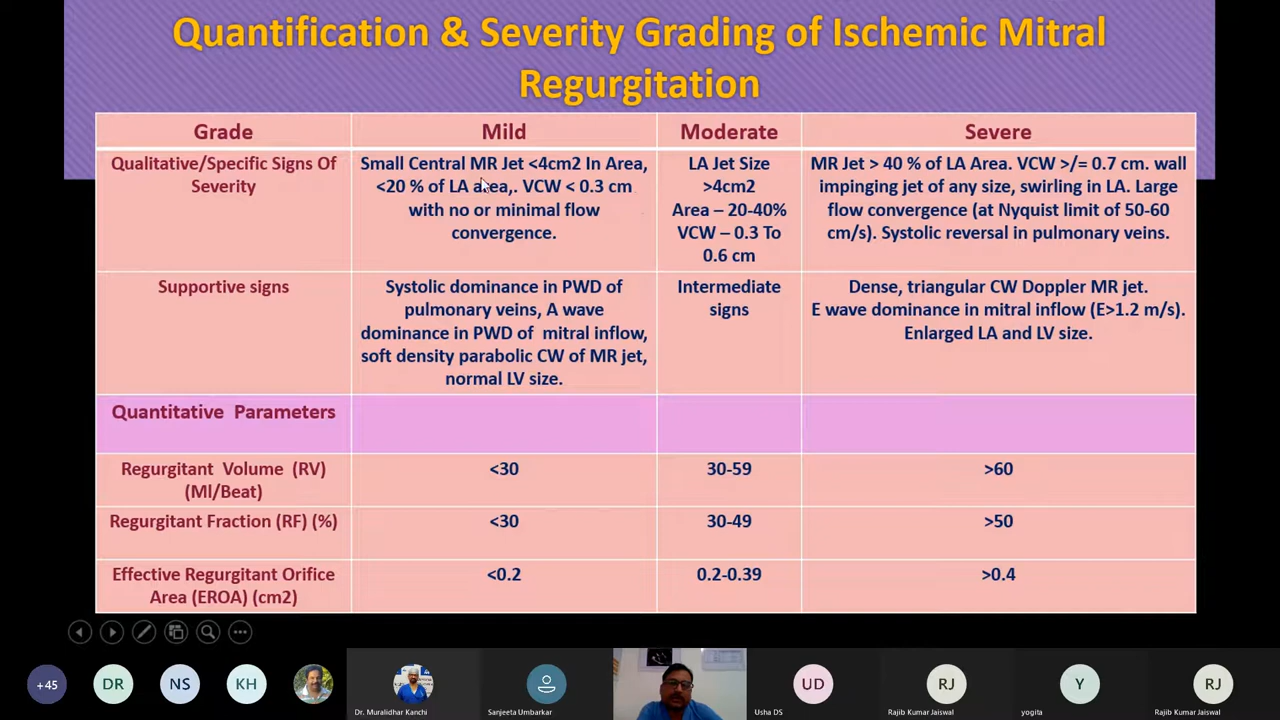 Quantification & Severity Grading of Ischemic Mitral
Regurgitation
Grade
Mild
Moderate
Severe
Qualitative/Specific Signs Of
Severity
Small Central MR Jet <4cm2 In Area,
<20 % of LA area,. VCW < 0.3 cm
with no or minimal flow
convergence.
LA Jet Size
>4cm2
Area – 20-40%
VCW – 0.3 To
0.6 cm
MR Jet > 40 % of LA Area. VCW >/= 0.7 cm. wall
impinging jet of any size, swirling in LA. Large
flow convergence (at Nyquist limit of 50-60
cm/s). Systolic reversal in pulmonary veins.
Supportive signs
Systolic dominance in PWD of
pulmonary veins, A wave
dominance in PWD of mitral inflow,
soft density parabolic CW of MR jet,
normal LV size.
Intermediate
signs
Dense, triangular CW Doppler MR jet.
E wave dominance in mitral inflow (E>1.2 m/s).
Enlarged LA and LV size.
Quantitative Parameters
Regurgitant Volume (RV)
(Ml/Beat)
<30
30-59
>60
Regurgitant Fraction (RF) (%)
<30
30-49
>50
Effective Regurgitant Orifice
Area (EROA) (cm2)
<0.2
0.2-0.39
>0.4
+45
DR
NS
KH
Dr. Muralidhar Kanchi
Sanjeeta Umbarkar
UD
Usha DS
RJ
Rajib Kumar Jaiswal
Y
yogita
RJ
Rajib Kumar Jaiswal